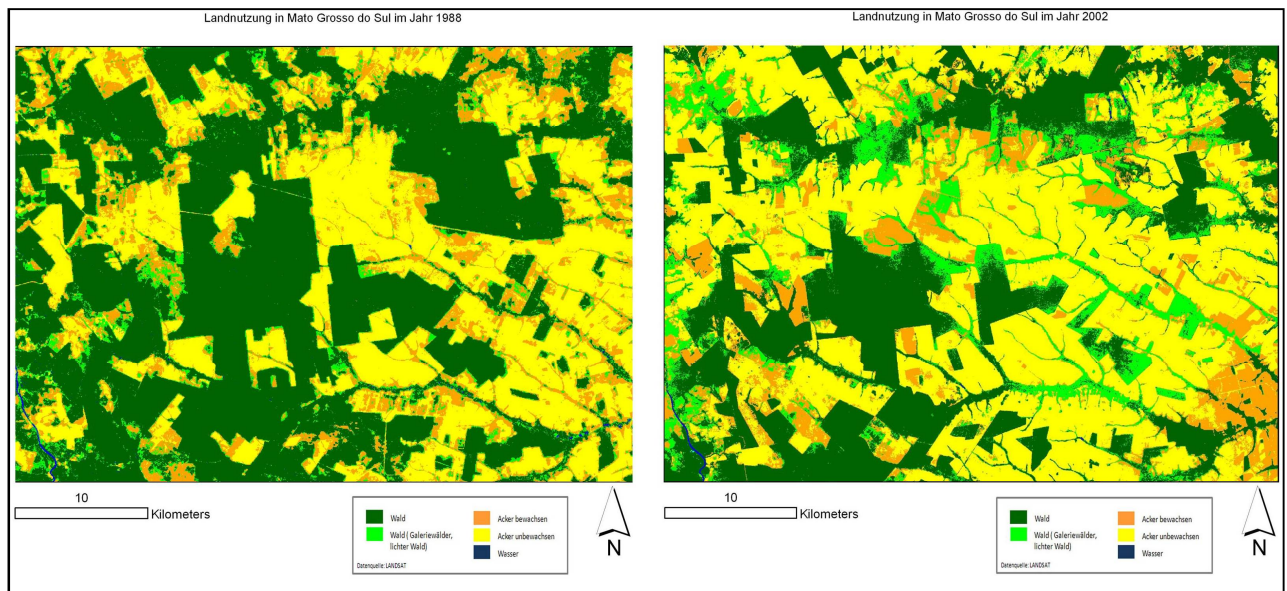 Landnutzung in Mato Grosso do Sul im Jahr 1988
10
Kilometers
Wald
Wald ( Galeriewälder,
lichter Wald)
Acker bewachsen
Acker unbewachsen
Wasser
Datenquelle: LANDSAT
N
Landnutzung in Mato Grosso do Sul im Jahr 2002
10
Kilometers
Wald
Wald ( Galeriewälder,
lichter Wald)
Acker bewachsen
Acker unbewachsen
Wasser
Datenquelle: LANDSAT
N